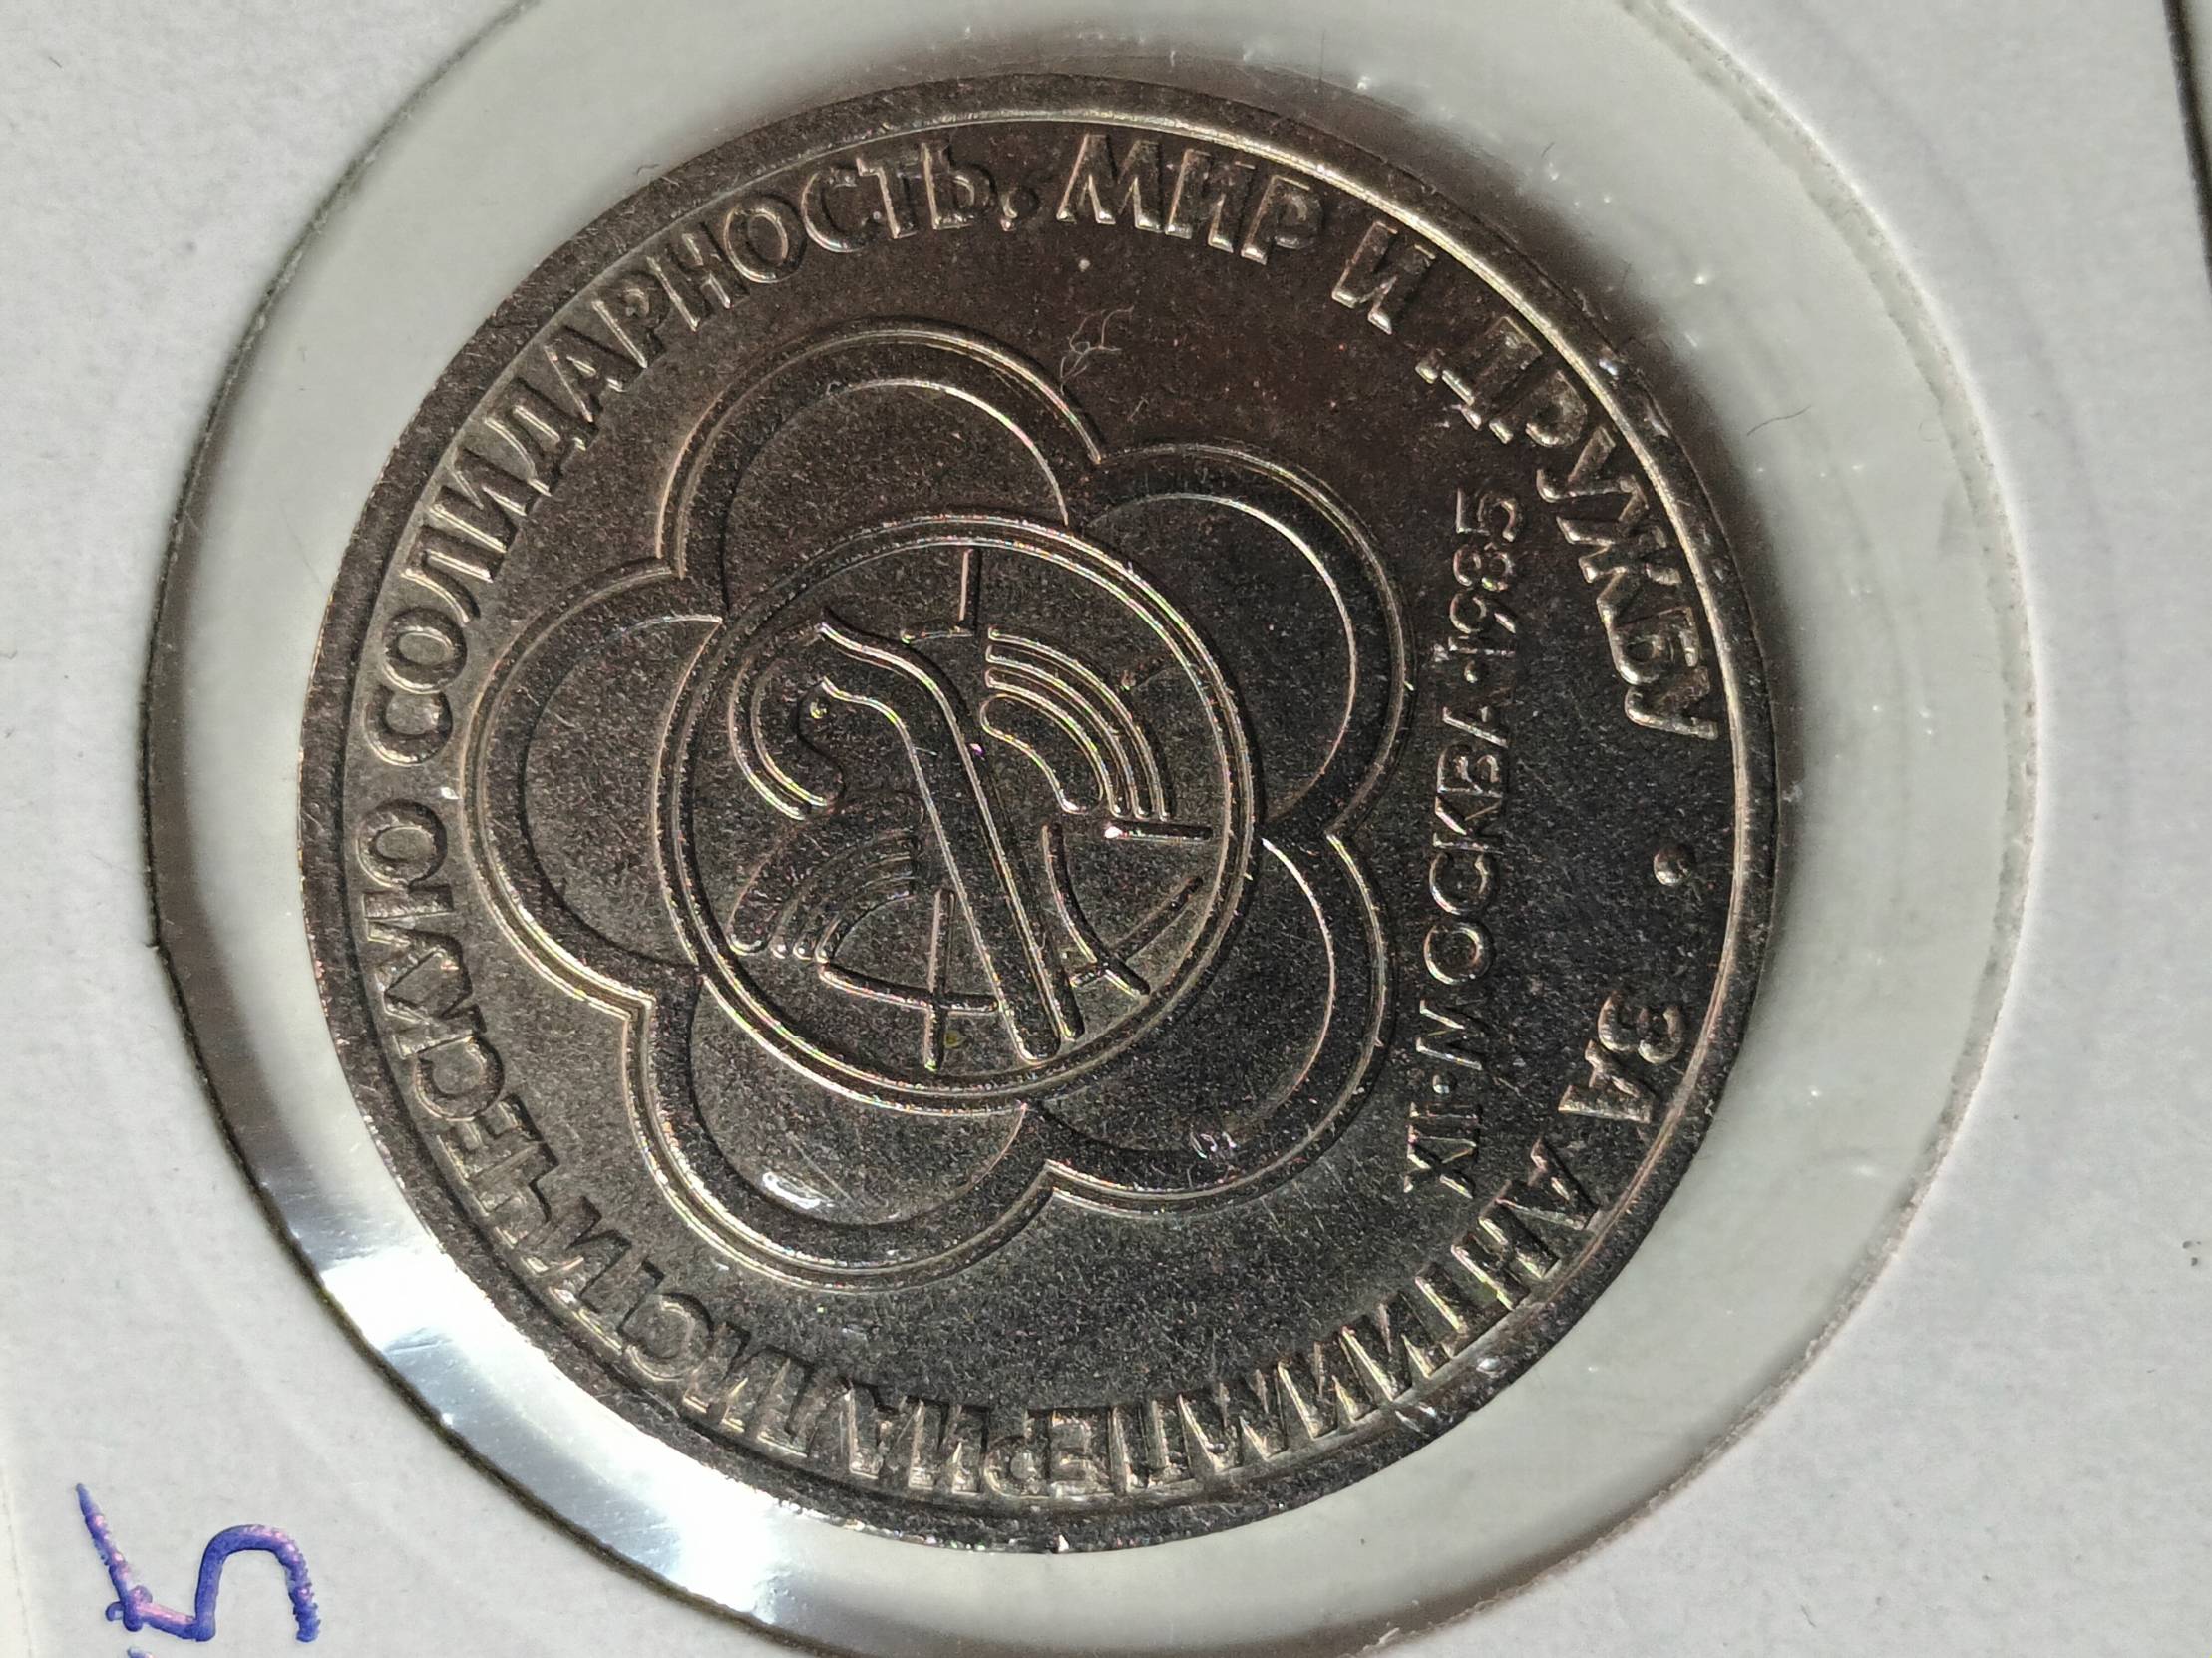 ЗА АНТИИМПЕРИАЛИСТИЧЕСКУЮ СОЛИДАРНОСТЬ, МИР И ДРУЖБУ •
XII·МОСКВА·1985